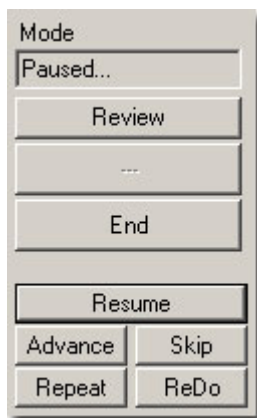 Mode
Paused...
Review
---
End
Resume
Advance Skip
Repeat ReDo